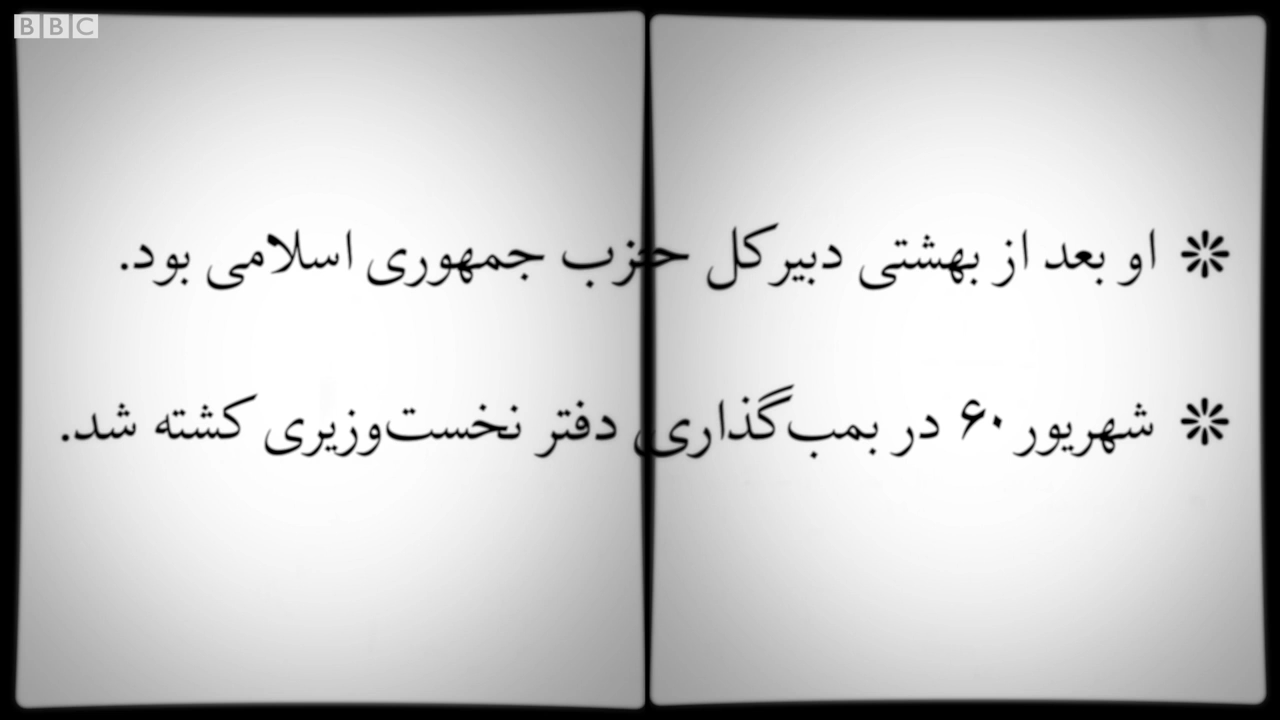 BBC
❊ او بعد از بهشتی دبیرکل حزب جمهوری اسلامی بود.
❊ شهریور ۶۰ در بمب‌گذاری دفتر نخست‌وزیری کشته شد.